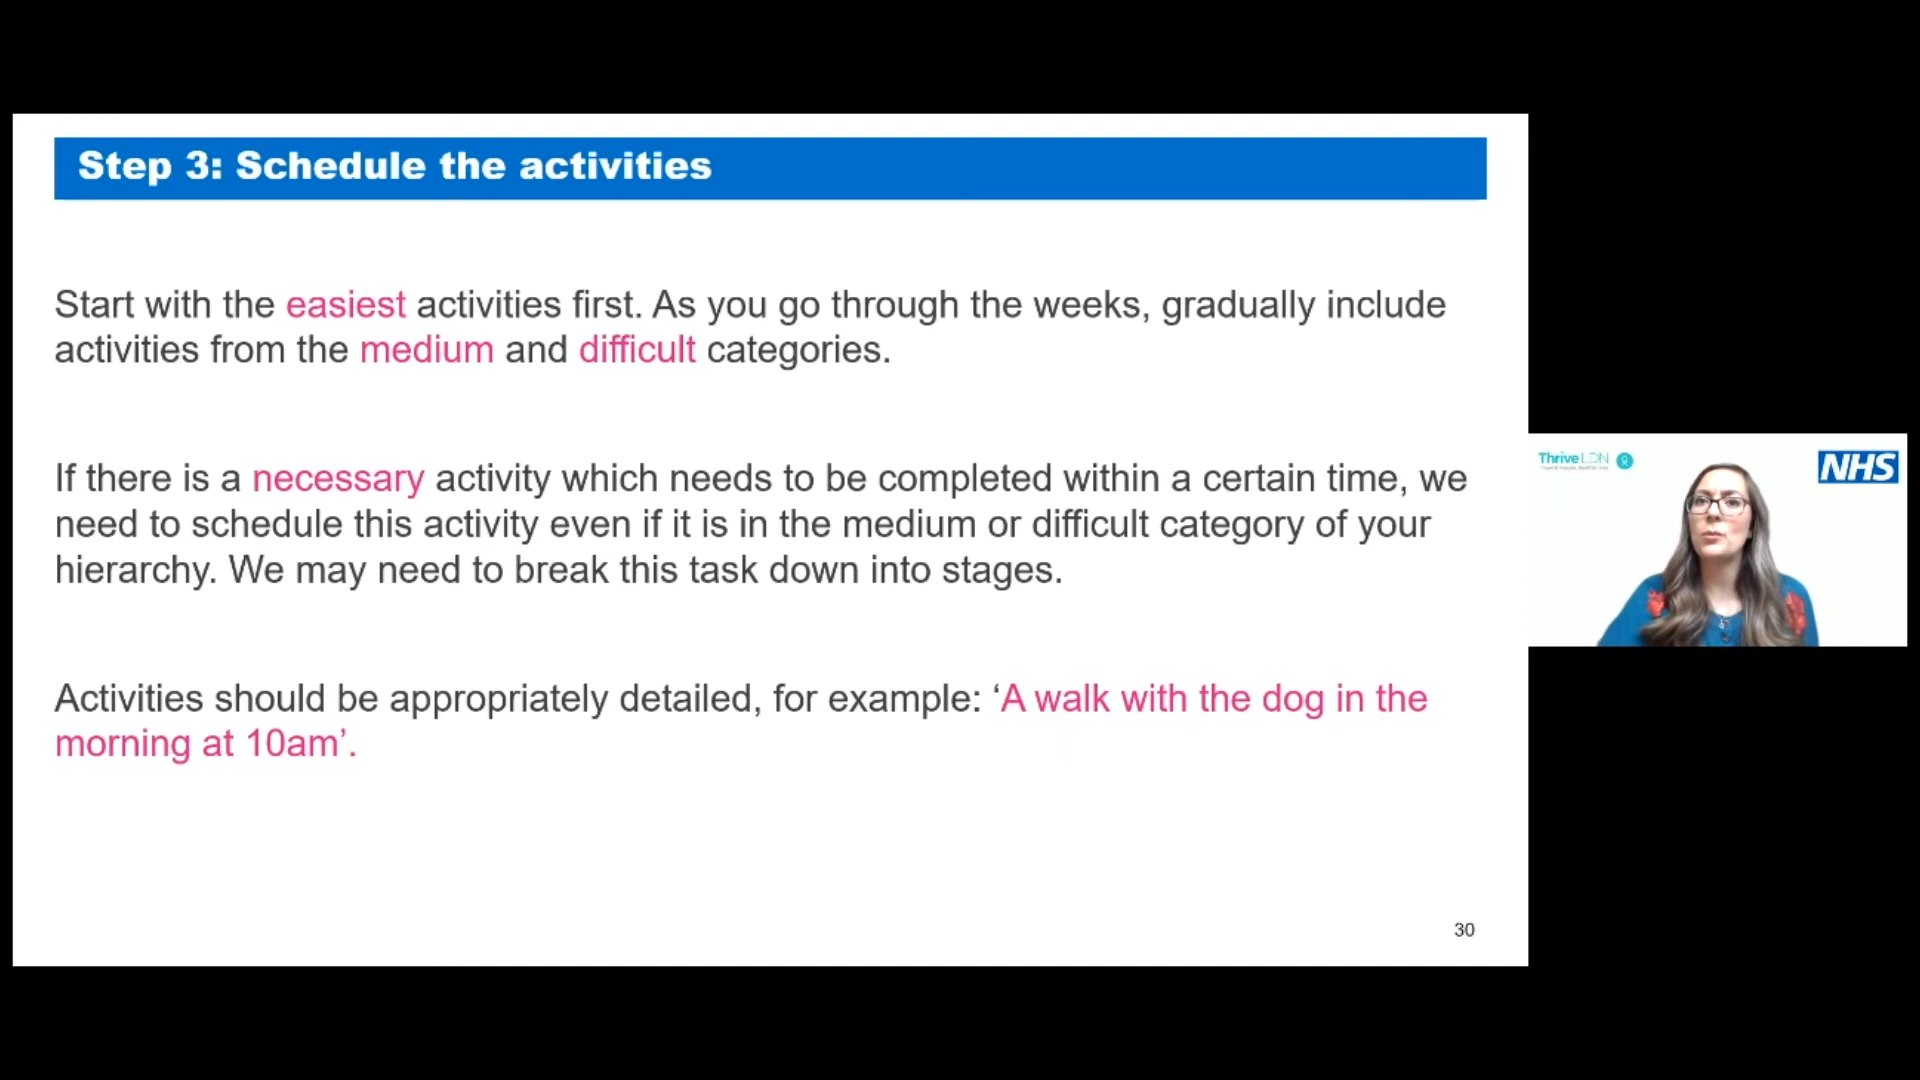 Step 3: Schedule the activities
Start with the easiest activities first. As you go through the weeks, gradually include
activities from the medium and difficult categories.
If there is a necessary activity which needs to be completed within a certain time, we
need to schedule this activity even if it is in the medium or difficult category of your
hierarchy. We may need to break this task down into stages.
Activities should be appropriately detailed, for example: ‘A walk with the dog in the
morning at 10am’.
30
Thrive LDN
NHS